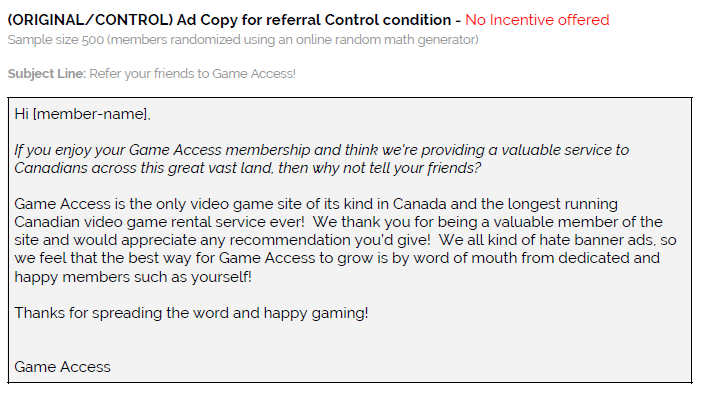 (ORIGINAL/CONTROL) Ad Copy for referral Control condition - No Incentive offered
Sample size 500 (members randomized using an online random math generator)
Subject Line: Refer your friends to Game Access!
Hi [member-name],
If you enjoy your Game Access membership and think we're providing a valuable service to
Canadians across this great vast land, then why not tell your friends?
Game Access is the only video game site of its kind in Canada and the longest running
Canadian video game rental service ever!  We thank you for being a valuable member of the
site and would appreciate any recommendation you'd give!  We all kind of hate banner ads, so
we feel that the best way for Game Access to grow is by word of mouth from dedicated and
happy members such as yourself!
Thanks for spreading the word and happy gaming!
Game Access